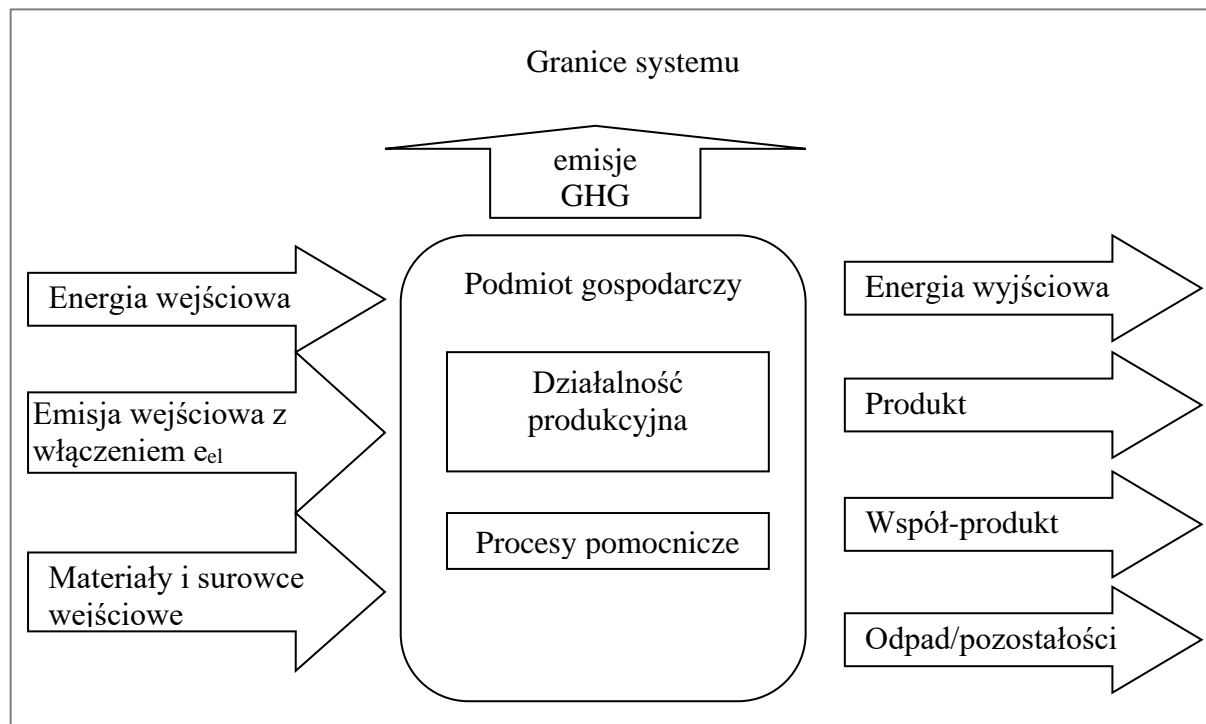 Granice systemu
emisje
GHG
Energia wejściowa
Emisja wejściowa z
włączeniem eel
Materiały i surowce
wejściowe
Podmiot gospodarczy
Działalność
produkcyjna
Procesy pomocnicze
Energia wyjściowa
Produkt
Współ-produkt
Odpad/pozostałości